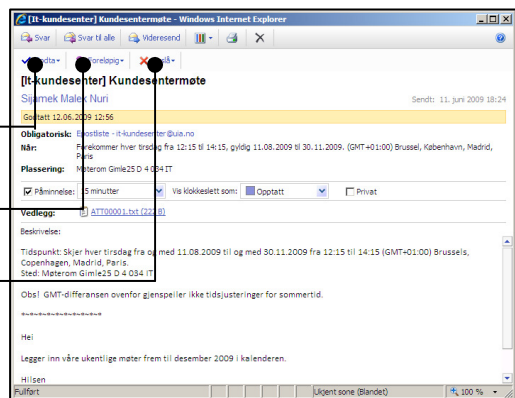 [It-kundesenter] Kundesentermøte - Windows Internet Explorer
Svar Svar til alle Videresend
dta Foreløpig slå
[It-kundesenter] Kundesentermøte
Sijamek Malek Nuri Sendt: 11. juni 2009 18:24
Godtatt 12.06.2009 12:56
Obligatorisk: Epostliste - it-kundesenter@uia.no
Når: Forekommer hver tirsdag fra 12:15 til 14:15, gyldig 11.08.2009 til 30.11.2009. (GMT+01:00) Brussel, København, Madrid,
Paris
Plassering: Møterom Gimle25 D 4 034 IT
Påminnelse: 15 minutter Vis klokkeslett som: Opptatt Privat
Vedlegg: ATT00001.txt (222 B)
Beskrivelse:
Tidspunkt: Skjer hver tirsdag fra og med 11.08.2009 til og med 30.11.2009 fra 12:15 til 14:15 (GMT+01:00) Brussels,
Copenhagen, Madrid, Paris.
Sted: Møterom Gimle25 D 4 034 IT
Obs! GMT-differansen ovenfor gjenspeiler ikke tidsjusteringer for sommertid.
*~*~*~*~*~*~*~*~*~*
Hei
Legger inn våre ukentlige møter frem til desember 2009 i kalenderen.
Hilsen
Fullført Ukjent sone (Blandet) 100 %